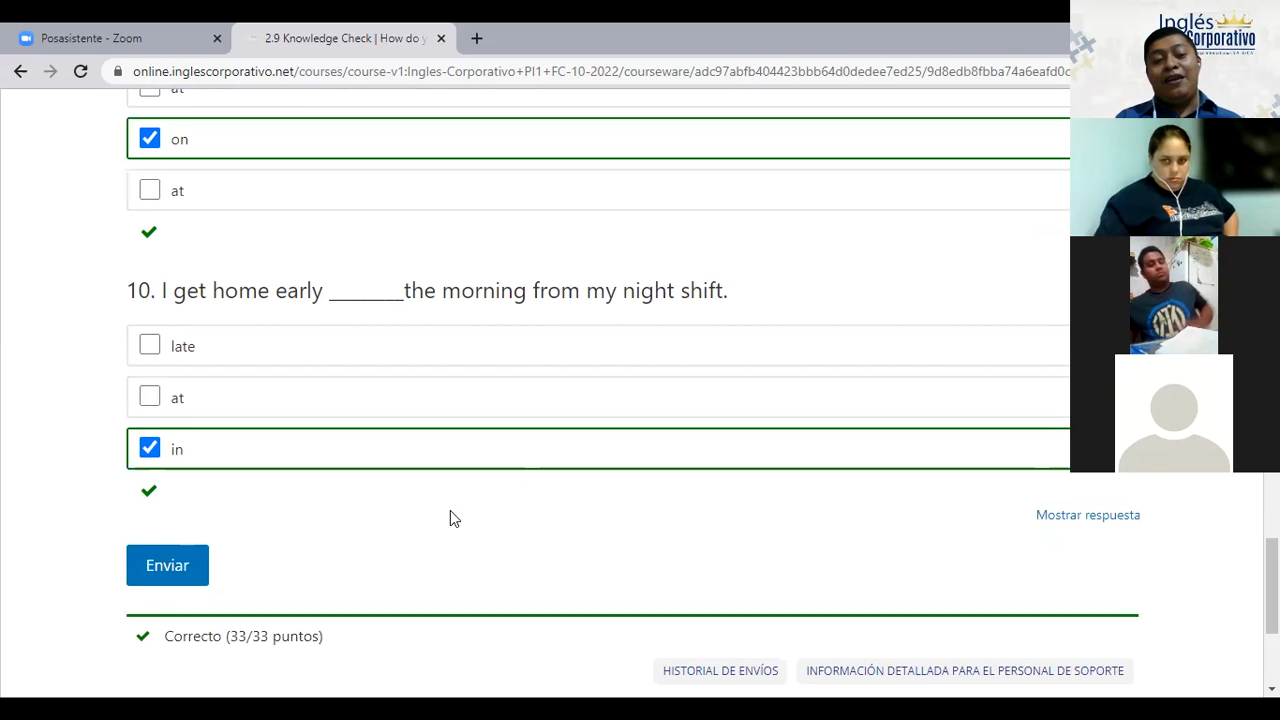 Posasistente - Zoom
2.9 Knowledge Check | How do y
online.inglescorporativo.net/courses/course-v1:Ingles-Corporativo+PI1+FC-10-2022/courseware/adc97abfb404423bbb64d0dedee7ed25/9d8edb8fbba74a6eafd0c
Inglés
Corporativo
at
on
at
10. I get home early _______the morning from my night shift.
late
at
in
Mostrar respuesta
Enviar
Correcto (33/33 puntos)
HISTORIAL DE ENVÍOS
INFORMACIÓN DETALLADA PARA EL PERSONAL DE SOPORTE